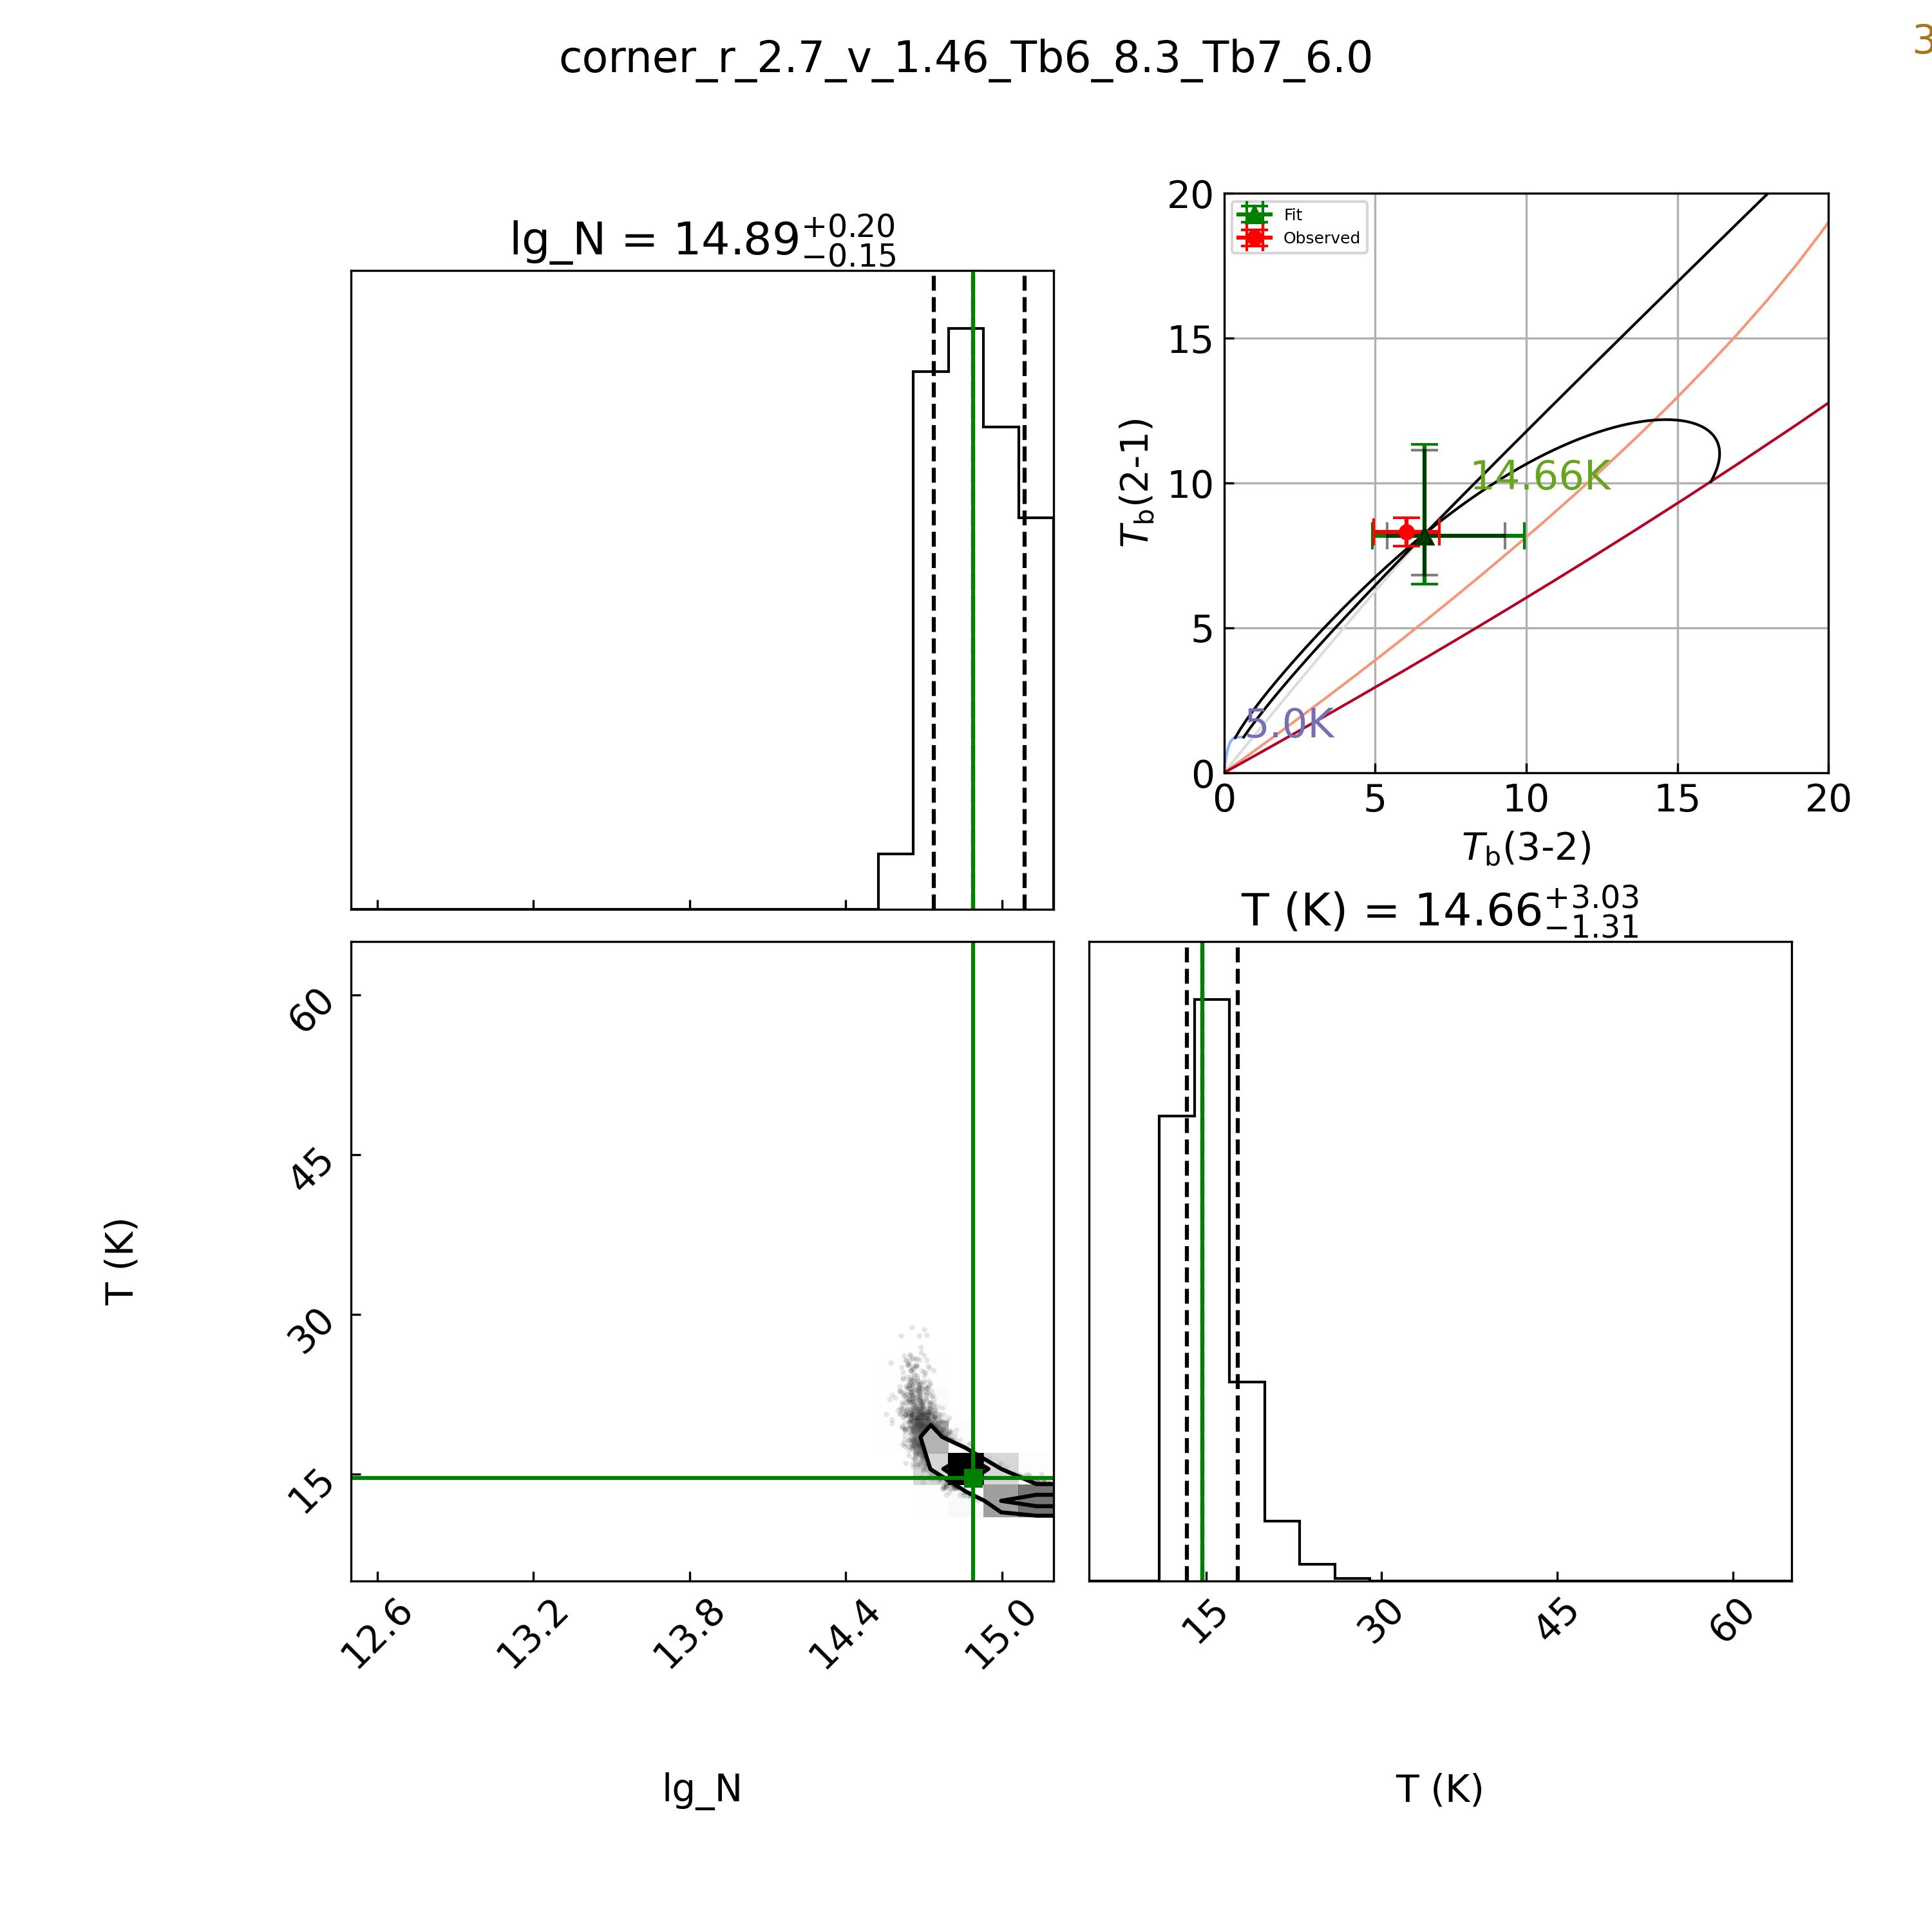 corner_r_2.7_v_1.46_Tb6_8.3_Tb7_6.0
3
lg_N = 14.89 +0.20 −0.15
20
15
10
5
0
T_b(2-1)
Fit
Observed
14.66K
5.0K
0 5 10 15 20
T_b(3-2)
T (K) = 14.66 +3.03 −1.31
60
45
30
15
T (K)
12.6 13.2 13.8 14.4 15.0
15 30 45 60
lg_N
T (K)